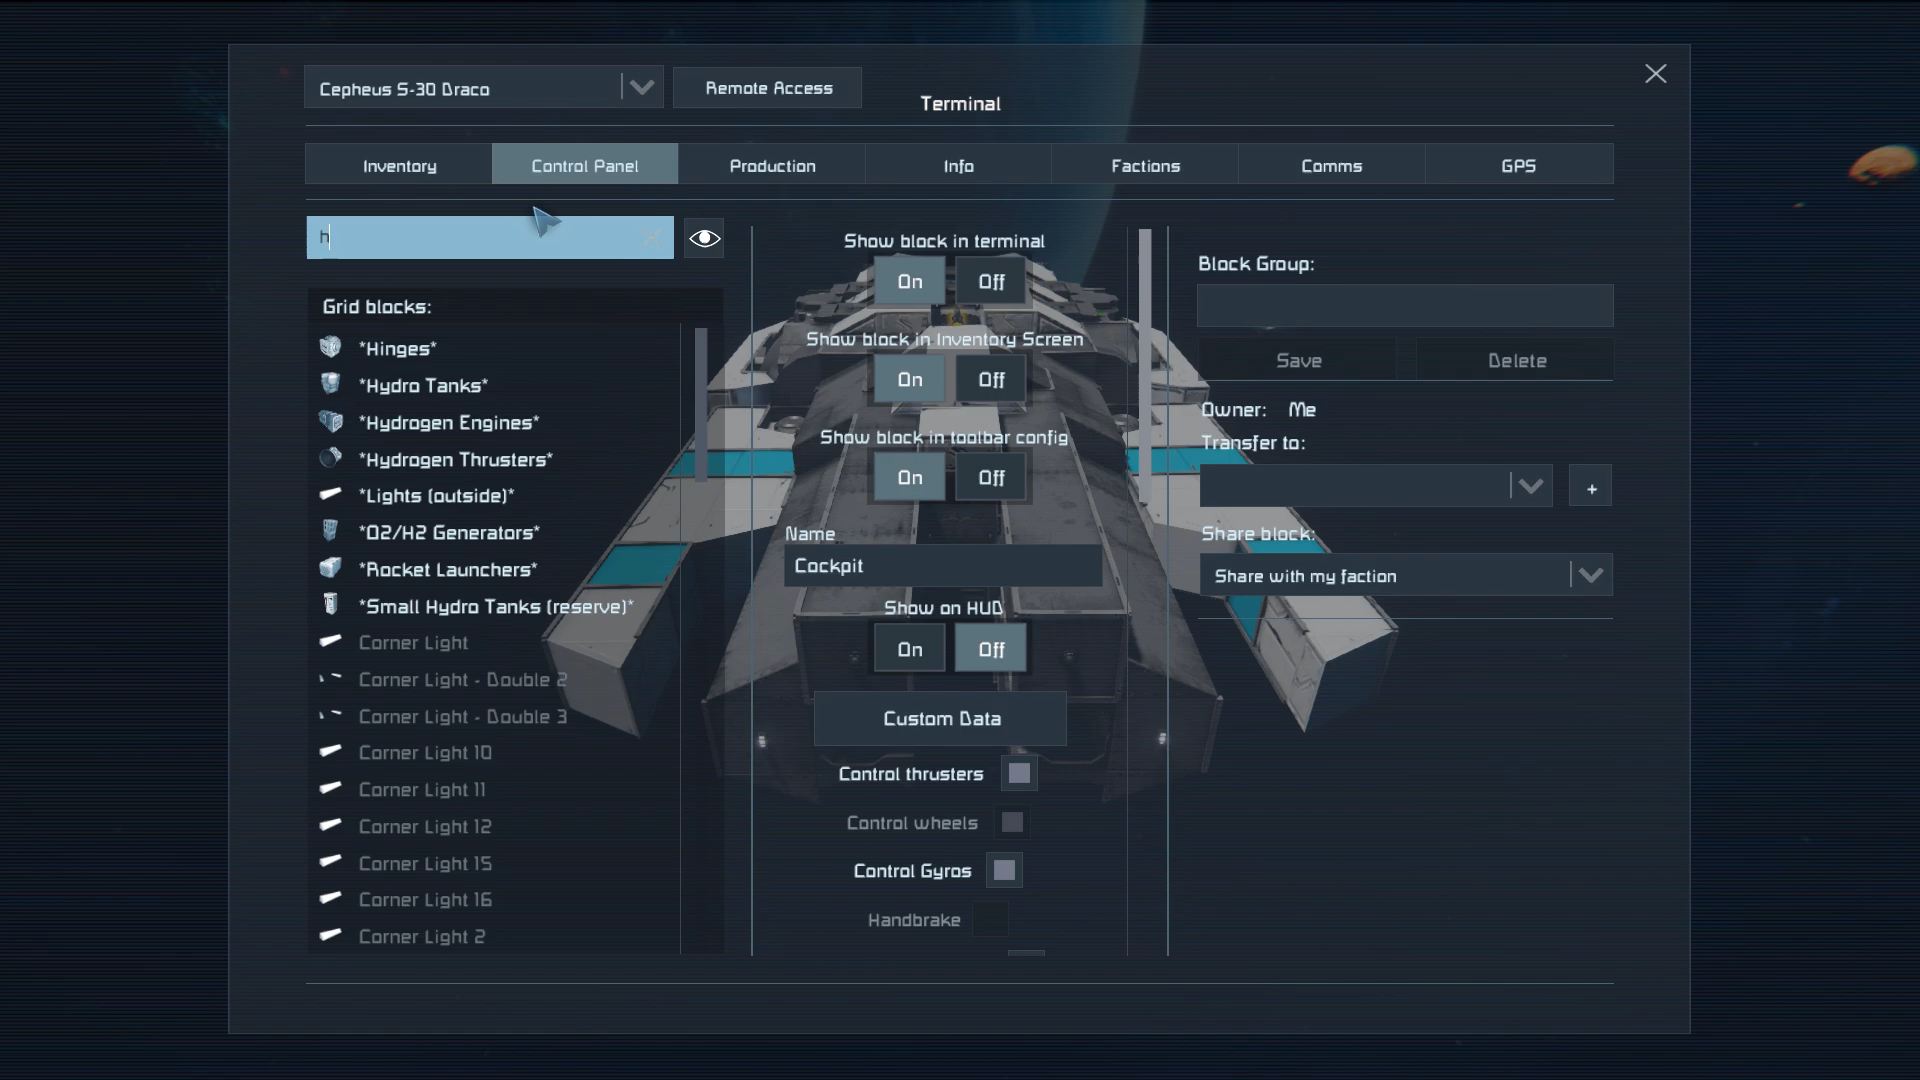 Cepheus S-30 Draco
Remote Access
Terminal
Inventory
Control Panel
Production
Info
Factions
Comms
GPS
h
Grid blocks:
*Hinges*
*Hydro Tanks*
*Hydrogen Engines*
*Hydrogen Thrusters*
*Lights (outside)*
*O2/H2 Generators*
*Rocket Launchers*
*Small Hydro Tanks (reserve)*
Corner Light
Corner Light - Double 2
Corner Light - Double 3
Corner Light 10
Corner Light 11
Corner Light 12
Corner Light 15
Corner Light 16
Corner Light 2
Show block in terminal
On Off
Show block in Inventory Screen
On Off
Show block in toolbar config
On Off
Name
Cockpit
Show on HUD
On Off
Custom Data
Control thrusters
Control wheels
Control Gyros
Handbrake
Block Group:
Save
Delete
Owner: Me
Transfer to:
+
Share block:
Share with my faction